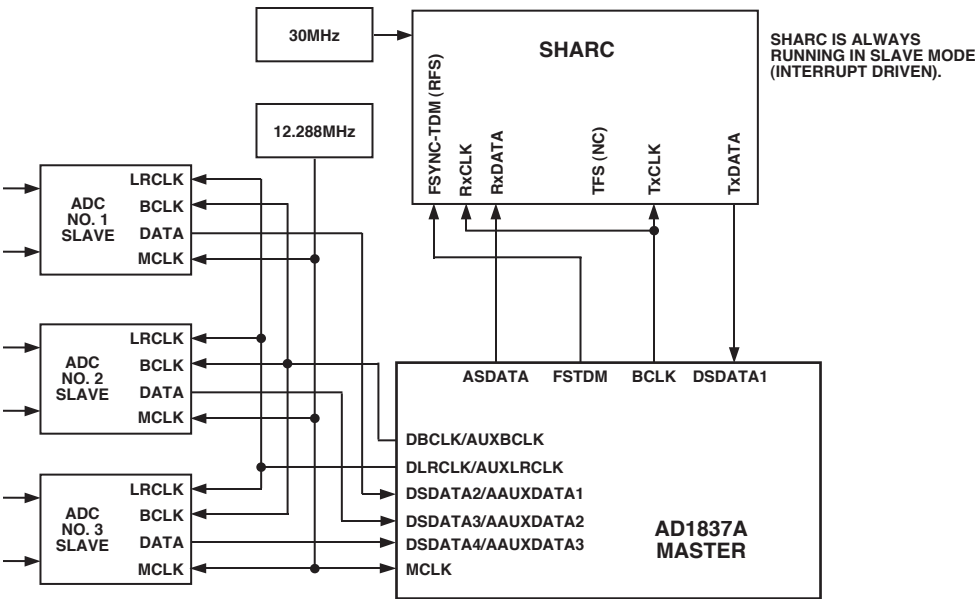 30MHz
SHARC
SHARC IS ALWAYS
RUNNING IN SLAVE MODE
(INTERRUPT DRIVEN).
FSYNC-TDM (RFS)
RxCLK
RxDATA
TFS (NC)
TxCLK
TxDATA
12.288MHz
ADC
NO. 1
SLAVE
LRCLK
BCLK
DATA
MCLK
ADC
NO. 2
SLAVE
LRCLK
BCLK
DATA
MCLK
ADC
NO. 3
SLAVE
LRCLK
BCLK
DATA
MCLK
ASDATA FSTDM BCLK DSDATA1
DBCLK/AUXBCLK
DLRCLK/AUXLRCLK
DSDATA2/AAUXDATA1
DSDATA3/AAUXDATA2
DSDATA4/AAUXDATA3
MCLK
AD1837A
MASTER